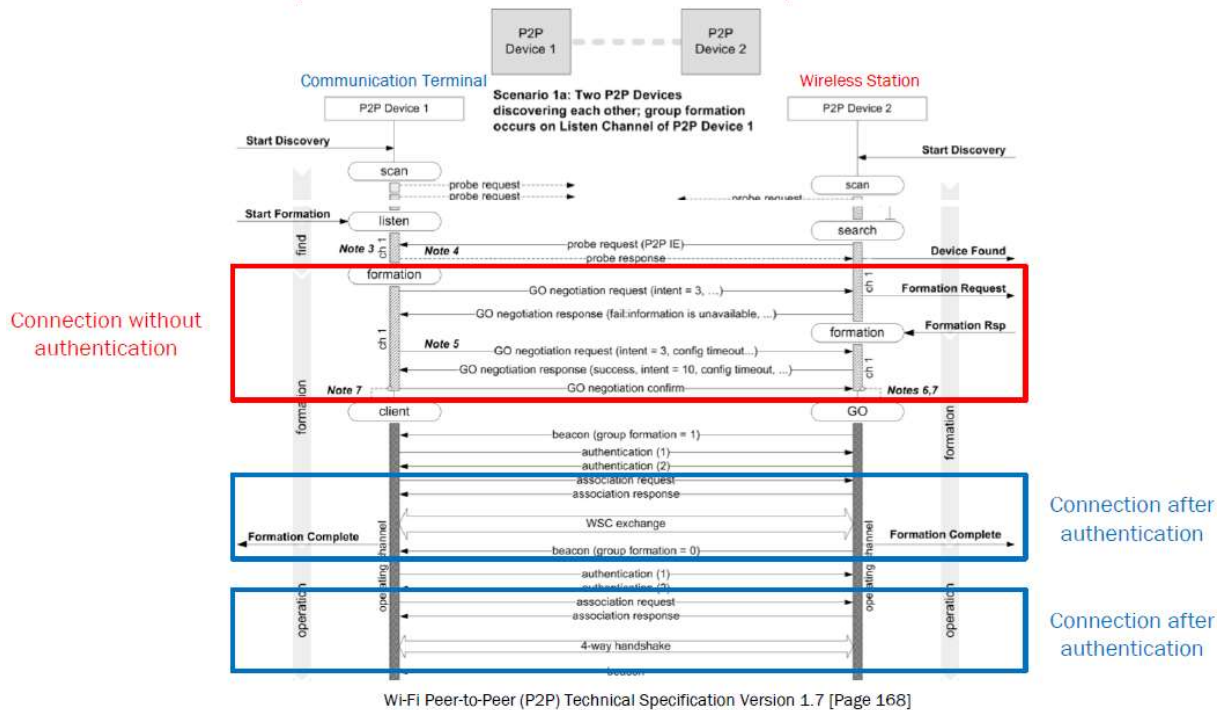 P2P
Device 1
P2P
Device 2
Communication Terminal
Wireless Station
P2P Device 1
Scenario 1a: Two P2P Devices
discovering each other; group formation
occurs on Listen Channel of P2P Device 1
P2P Device 2
Start Discovery
Start Discovery
scan
scan
probe request
probe request
probe request
Start Formation
listen
search
find
Note 3
ch 1
Note 4
probe request (P2P IE)
probe response
Device Found
formation
GO negotiation request (intent = 3, ...)
ch 1
Formation Request
Connection without
authentication
GO negotiation response (fail:information is unavailable, ...)
formation
Formation Rsp
ch 1
Note 5
GO negotiation request (intent = 3, config timeout...)
GO negotiation response (success, intent = 10, config timeout, ...)
ch 1
Note 7
GO negotiation confirm
Notes 6,7
formation
client
GO
formation
beacon (group formation = 1)
authentication (1)
authentication (2)
association request
association response
WSC exchange
Connection after
authentication
Formation Complete
Formation Complete
beacon (group formation = 0)
operating channel
operating channel
authentication (1)
association request
association response
operation
operation
4-way handshake
Connection after
authentication
Wi-Fi Peer-to-Peer (P2P) Technical Specification Version 1.7 [Page 168]